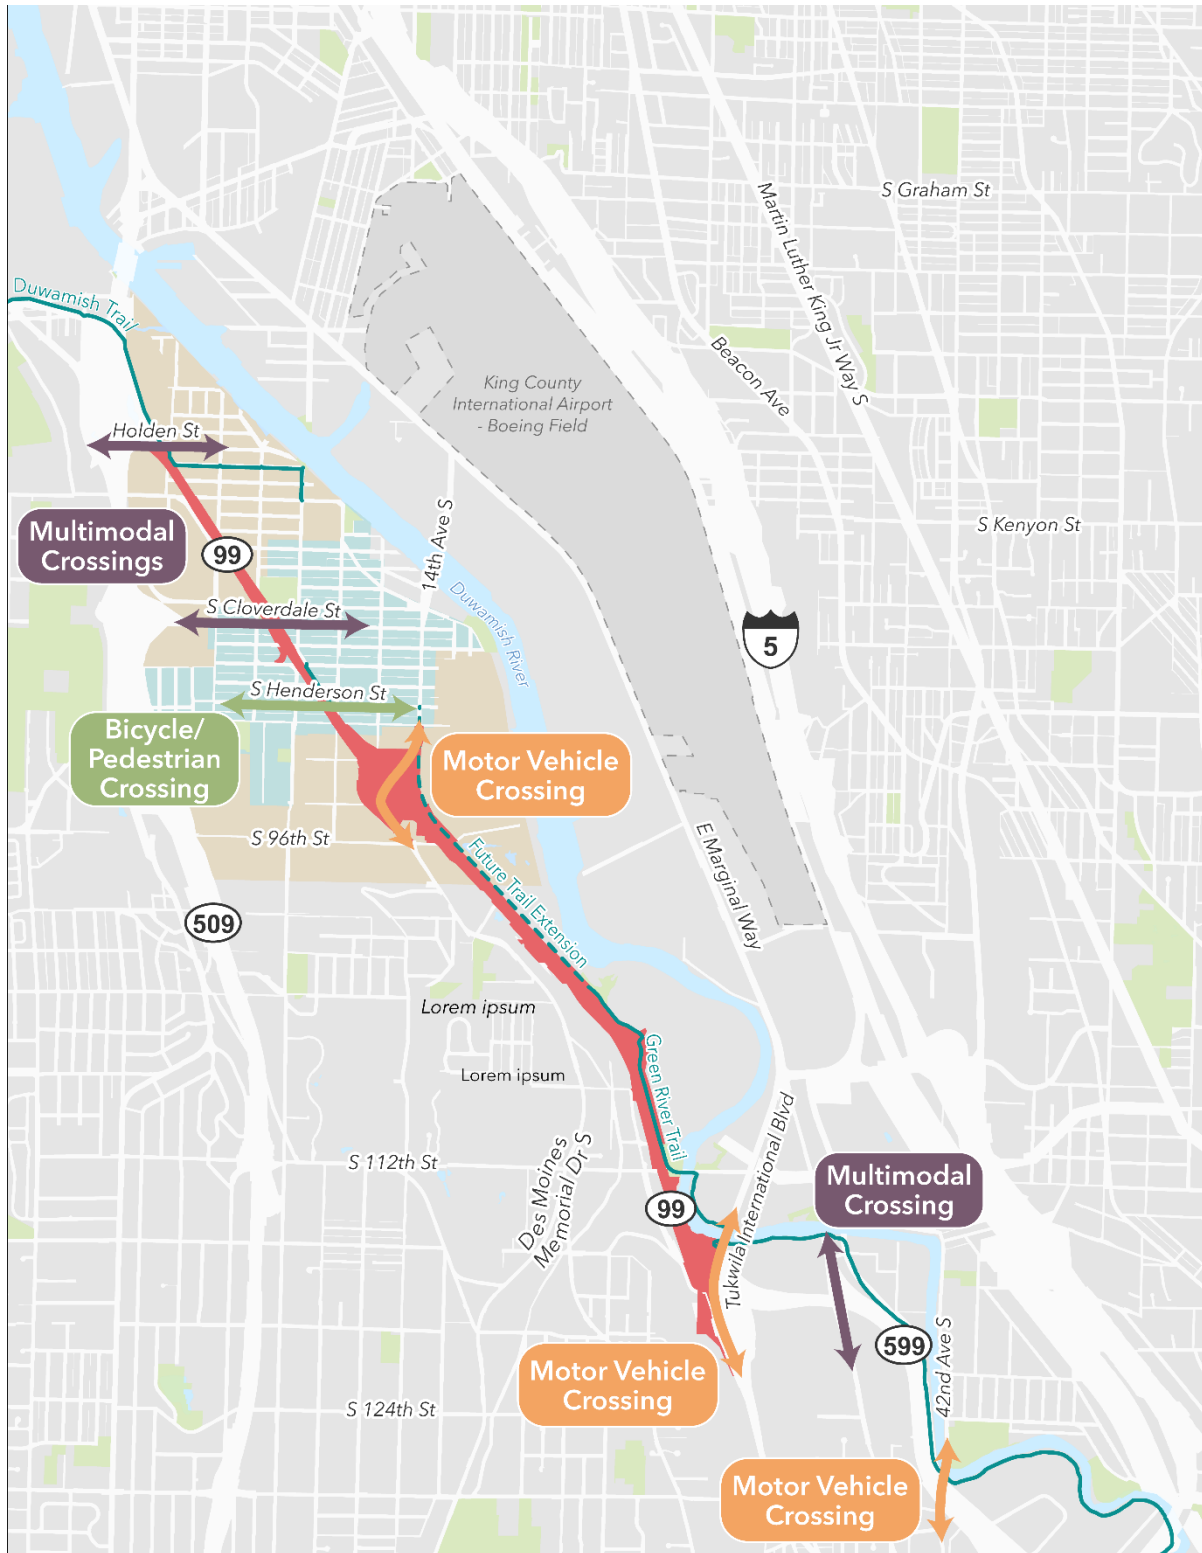 S Graham St
Martin Luther King Jr Way S
Duwamish Trail
Beacon Ave
King County
International Airport
- Boeing Field
Holden St
14th Ave S
S Kenyon St
Multimodal
Crossings
99
S Cloverdale St
Duwamish River
5
S Henderson St
Bicycle/
Pedestrian
Crossing
Motor Vehicle
Crossing
S 96th St
E Marginal Way
Future Trail Extension
509
Lorem ipsum
Lorem ipsum
Green River Trail
S 112th St
Des Moines
Memorial Dr S
Tukwila International Blvd
Multimodal
Crossing
99
599
42nd Ave S
Motor Vehicle
Crossing
S 124th St
Motor Vehicle
Crossing